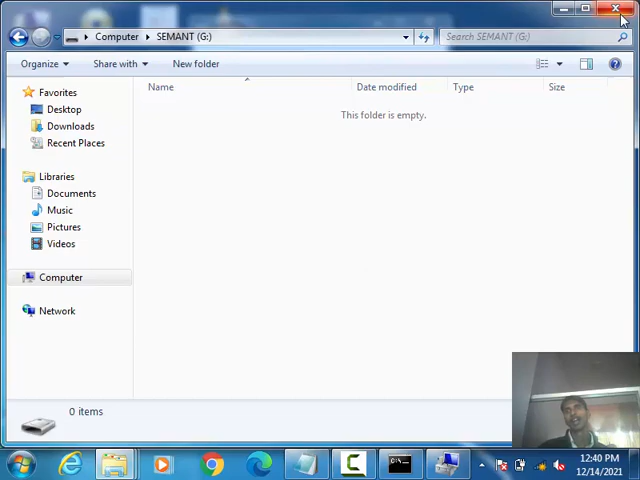 Computer SEMANT (G:) Search SEMANT (G:)
Organize Share with New folder
Favorites
Desktop
Downloads
Recent Places
Libraries
Documents
Music
Pictures
Videos
Computer
Network
Name Date modified Type Size
This folder is empty.
0 items
C:\.
12:40 PM
12/14/2021